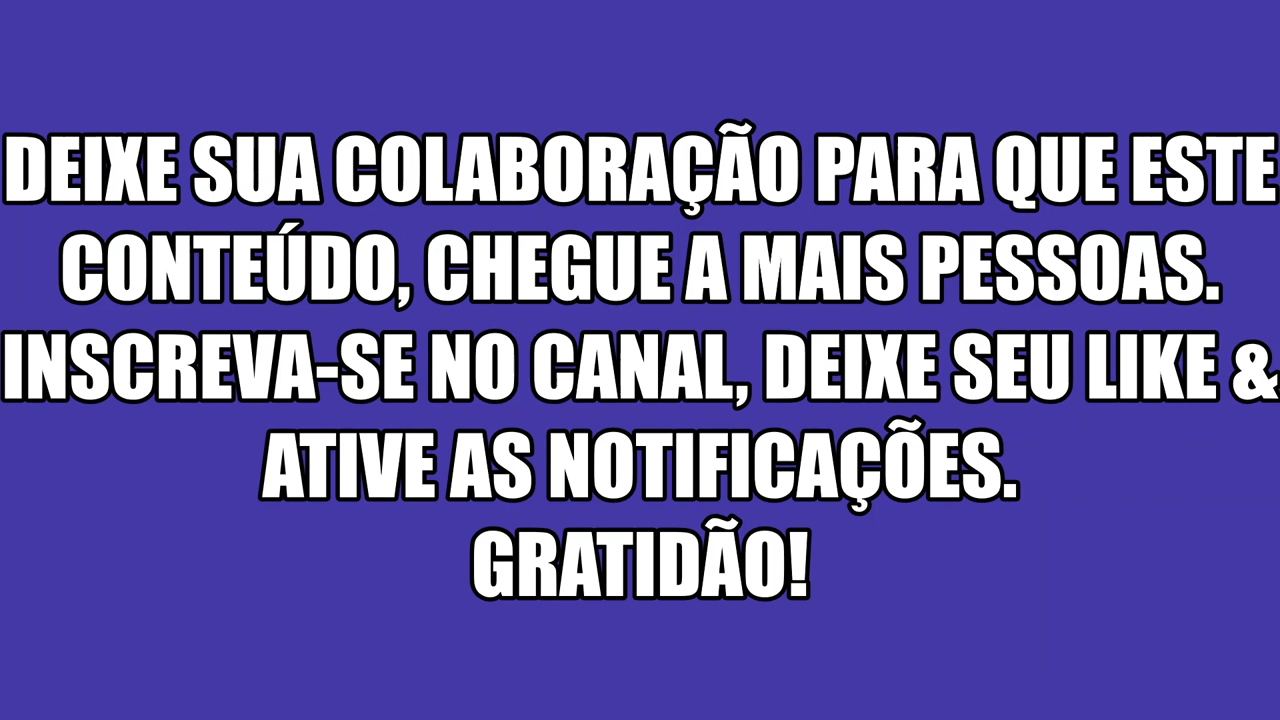 DEIXE SUA COLABORAÇÃO PARA QUE ESTE
CONTEÚDO, CHEGUE A MAIS PESSOAS.
INSCREVA-SE NO CANAL, DEIXE SEU LIKE &
ATIVE AS NOTIFICAÇÕES.
GRATIDÃO!